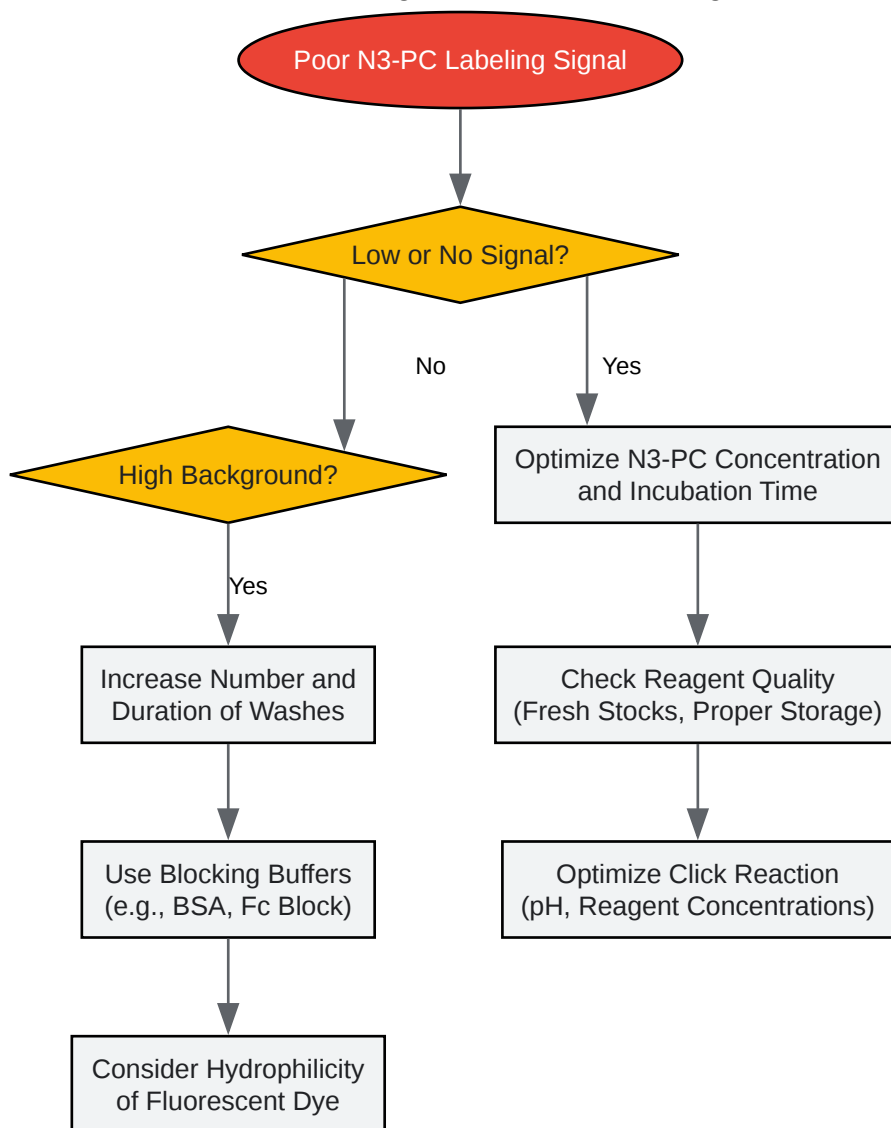 Poor N3-PC Labeling Signal
Low or No Signal?
No
Yes
High Background?
Optimize N3-PC Concentration
and Incubation Time
Yes
Increase Number and
Duration of Washes
Check Reagent Quality
(Fresh Stocks, Proper Storage)
Use Blocking Buffers
(e.g., BSA, Fc Block)
Optimize Click Reaction
(pH, Reagent Concentrations)
Consider Hydrophilicity
of Fluorescent Dye